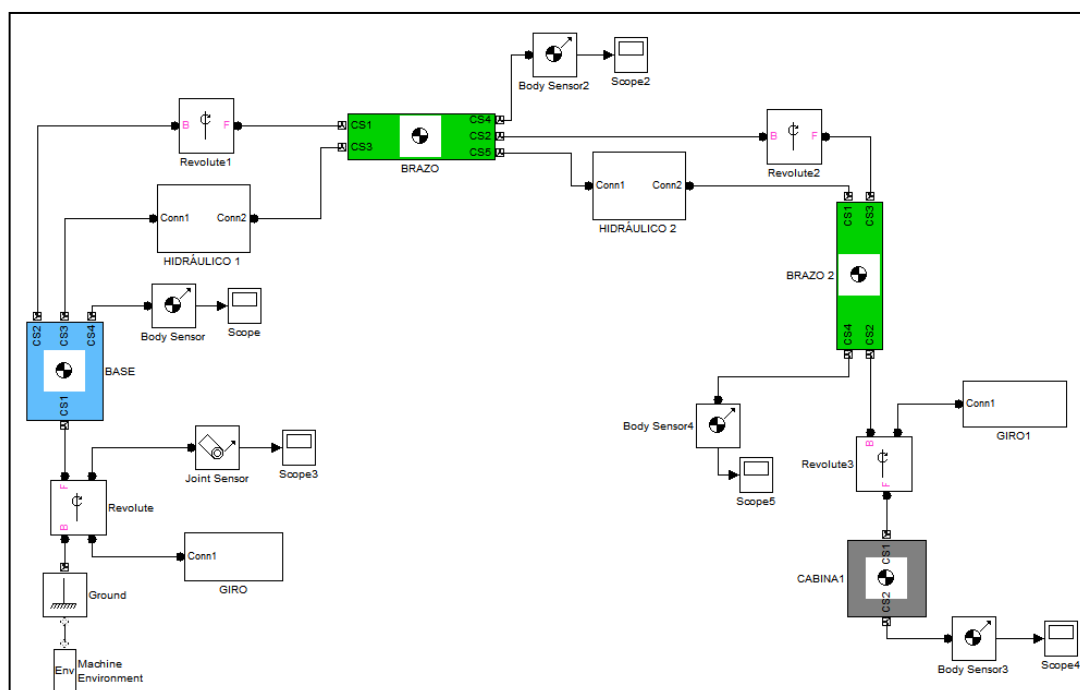 Body Sensor2
Scope2
B
F
Revolute1
CS1
CS3
CS4
CS2
CS5
BRAZO
B
F
Revolute2
Conn1
Conn2
HIDRÁULICO 1
Conn1
Conn2
HIDRÁULICO 2
CS1
CS3
BRAZO 2
CS4
CS2
Body Sensor
Scope
CS2
CS3
CS4
BASE
CS1
Body Sensor4
Scope5
Conn1
GIRO1
B
Revolute3
F
Joint Sensor
Scope3
F
Revolute
B
Conn1
GIRO
CS1
CABINA1
CS2
Ground
Body Sensor3
Scope4
Env
Machine
Environment